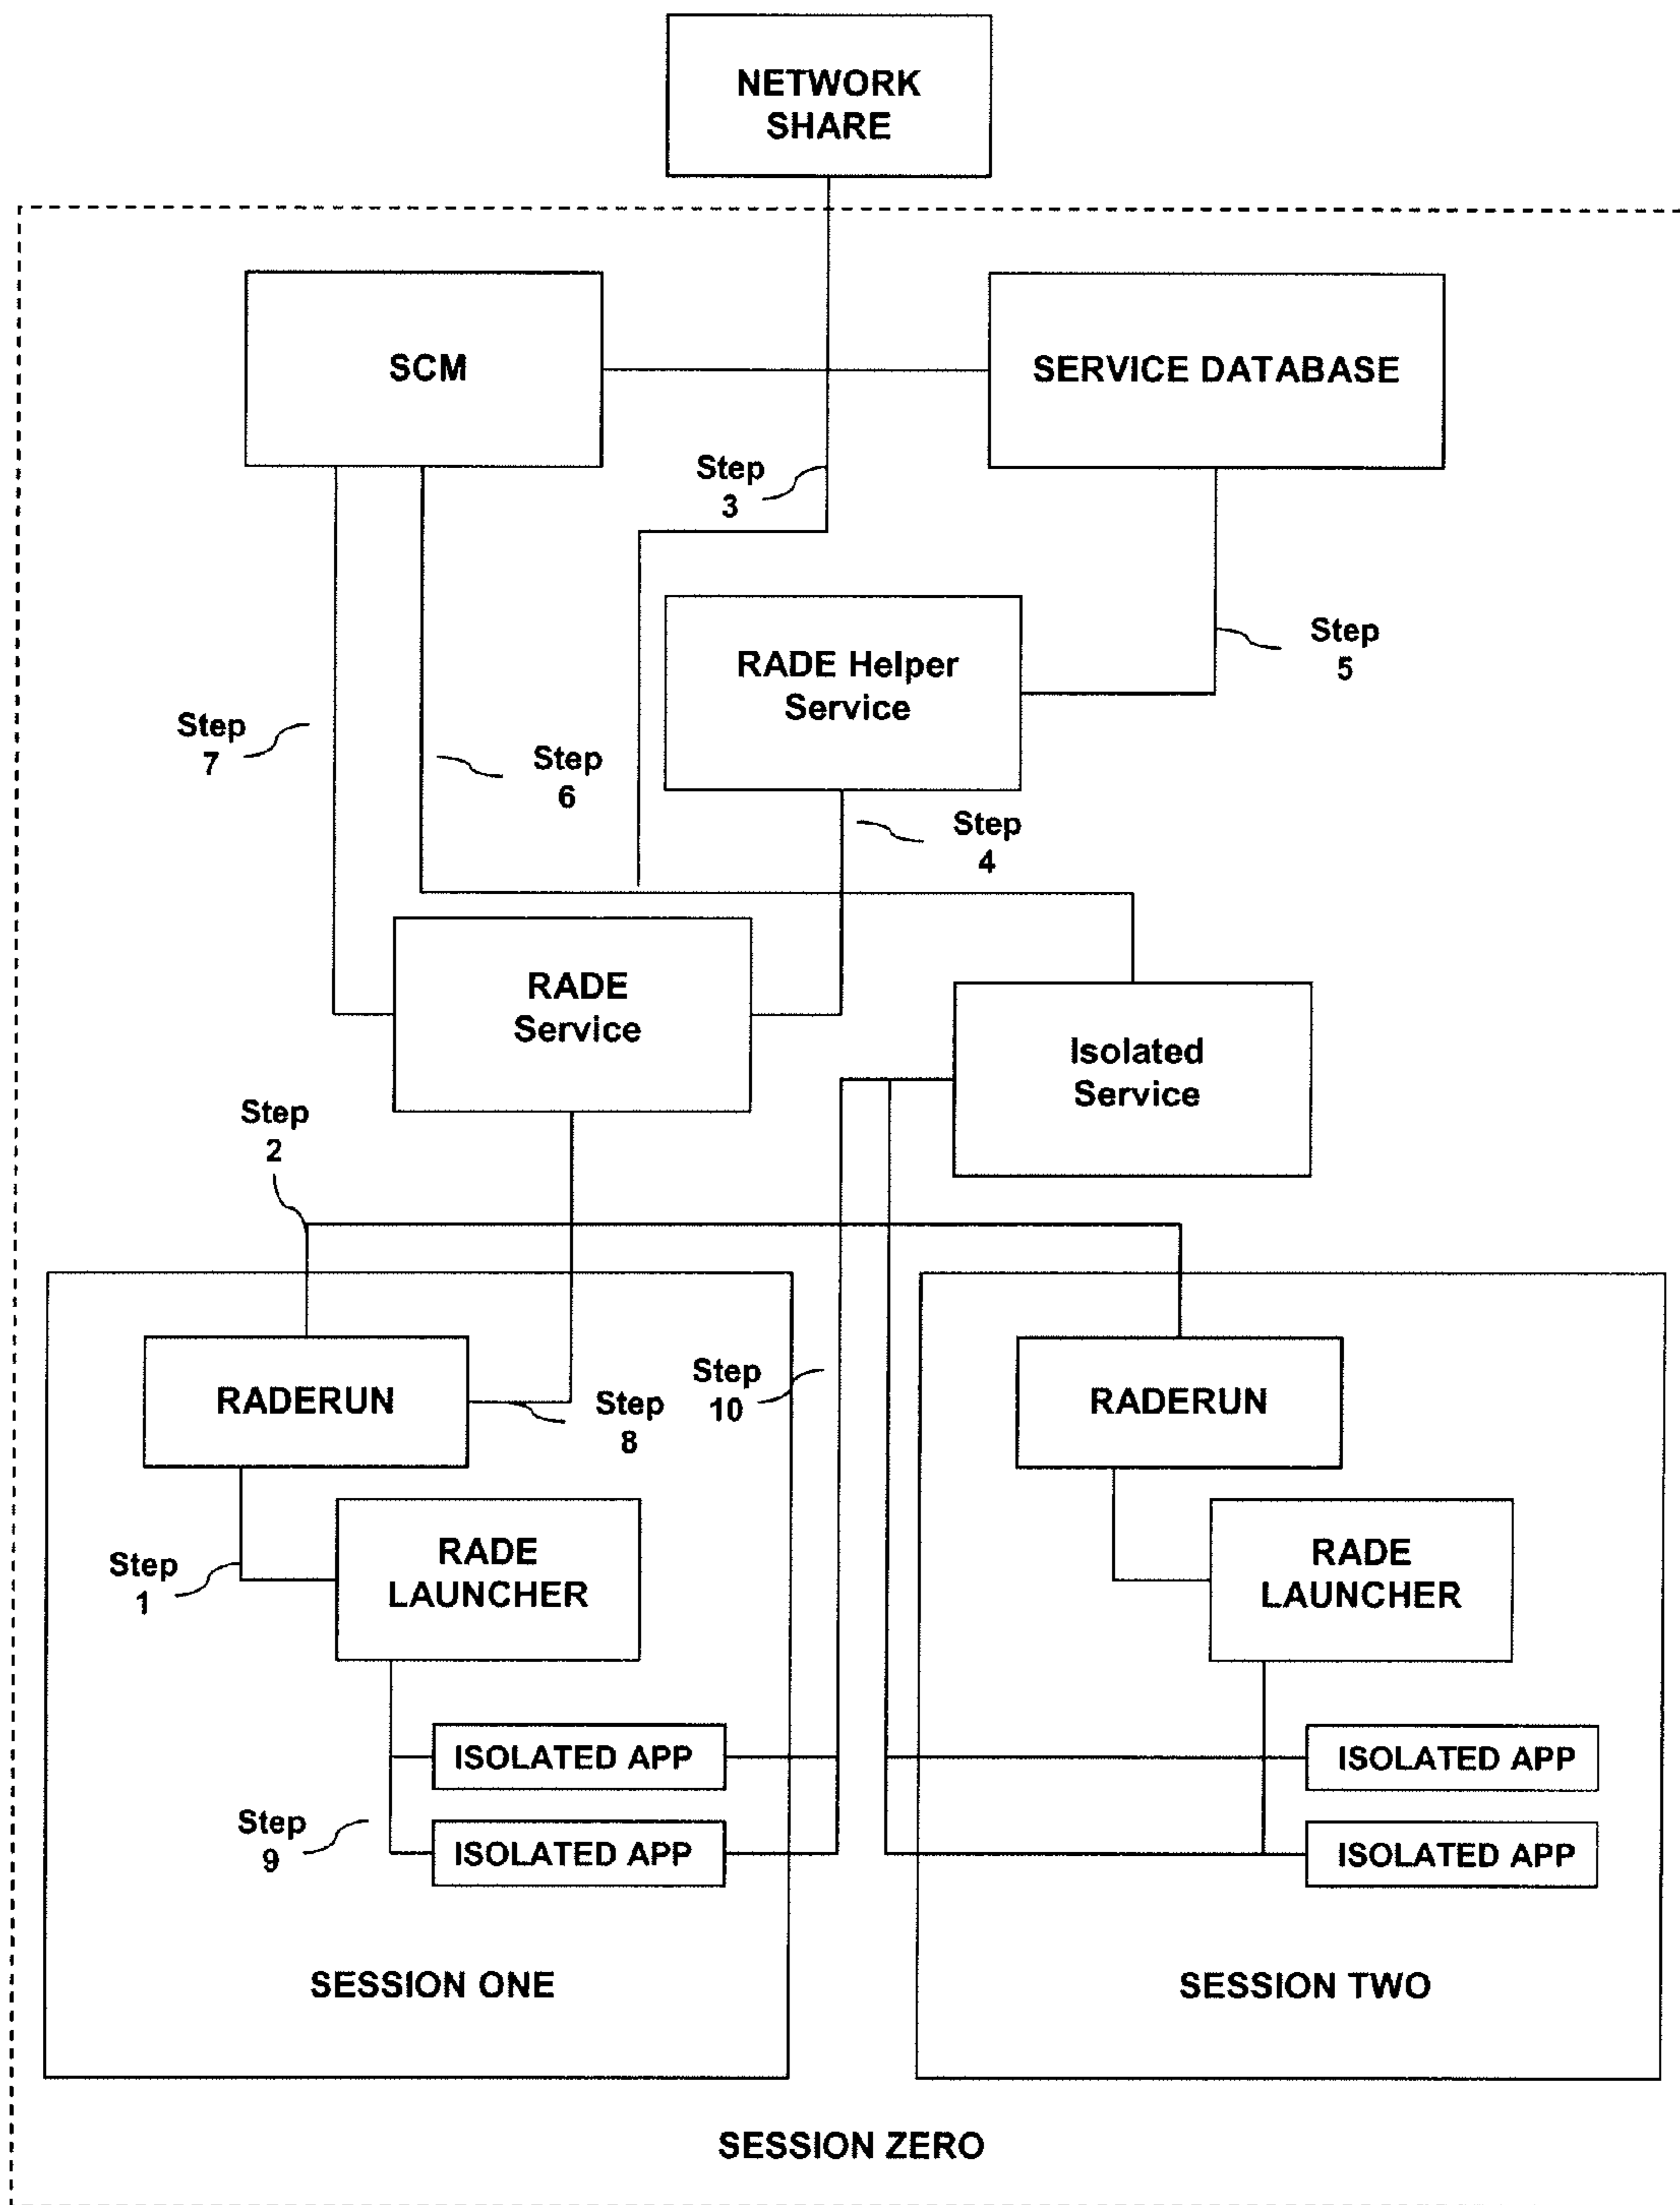 NETWORK
SHARE
SCM
SERVICE DATABASE
Step
3
RADE Helper
Service
Step
5
Step
7
Step
6
Step
4
RADE
Service
Isolated
Service
Step
2
RADERUN
Step
8
Step
10
RADERUN
RADE
LAUNCHER
Step
1
RADE
LAUNCHER
ISOLATED APP
ISOLATED APP
Step
9
ISOLATED APP
ISOLATED APP
SESSION ONE
SESSION TWO
SESSION ZERO